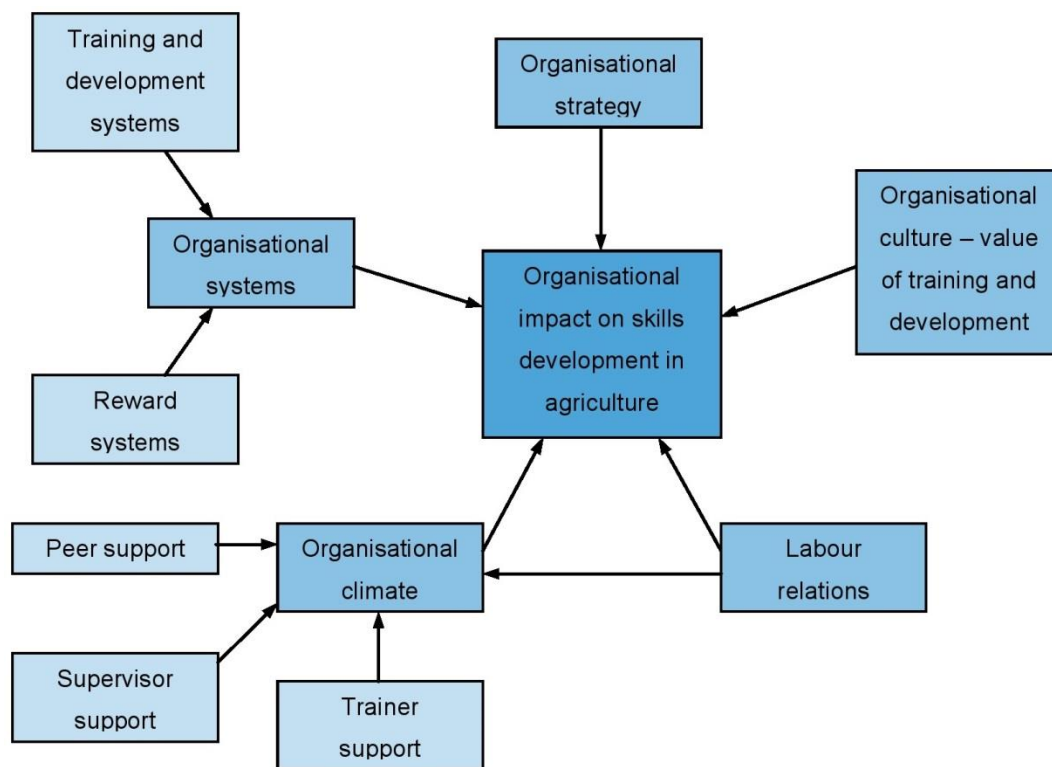 Training and
development
systems
Organisational
strategy
Organisational
culture – value
of training and
development
Organisational
systems
Organisational
impact on skills
development in
agriculture
Reward
systems
Peer support
Organisational
climate
Labour
relations
Supervisor
support
Trainer
support